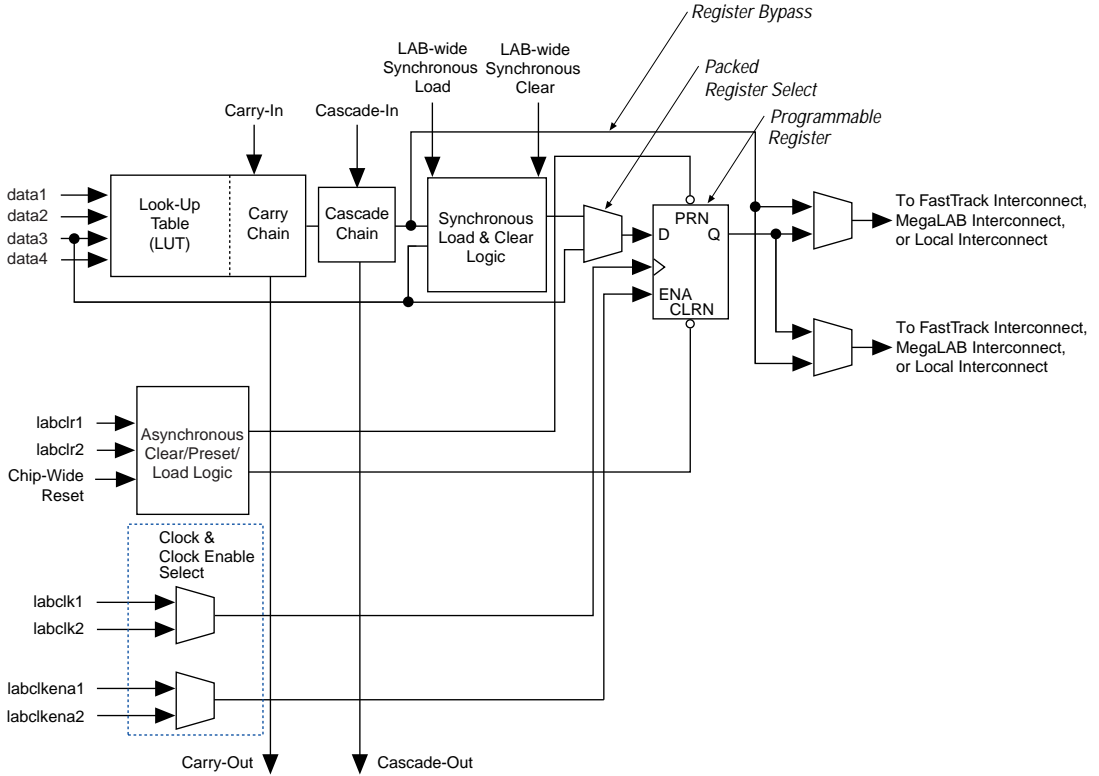 Register Bypass
LAB-wide
Synchronous
Load
LAB-wide
Synchronous
Clear
Packed
Register Select
Carry-In
Cascade-In
Programmable
Register
data1
data2
data3
data4
Look-Up
Table
(LUT)
Carry
Chain
Cascade
Chain
Synchronous
Load & Clear
Logic
PRN
D
Q
ENA
CLRN
To FastTrack Interconnect,
MegaLAB Interconnect,
or Local Interconnect
To FastTrack Interconnect,
MegaLAB Interconnect,
or Local Interconnect
labclr1
labclr2
Chip-Wide
Reset
Asynchronous
Clear/Preset/
Load Logic
Clock &
Clock Enable
Select
labclk1
labclk2
labclkena1
labclkena2
Carry-Out
Cascade-Out